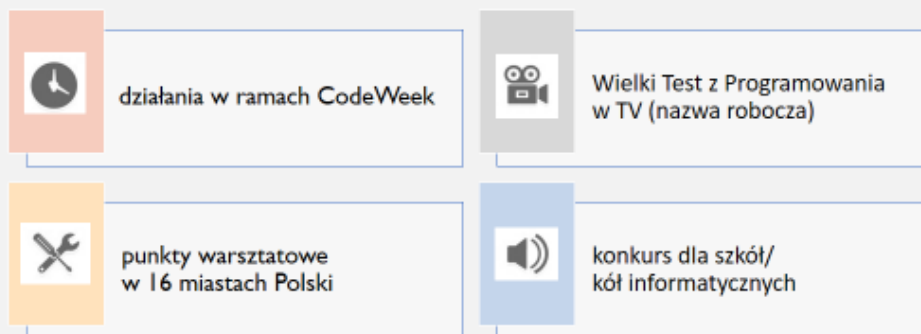 działania w ramach CodeWeek
Wielki Test z Programowania
w TV (nazwa robocza)
punkty warsztatowe
w 16 miastach Polski
konkurs dla szkół/
kół informatycznych